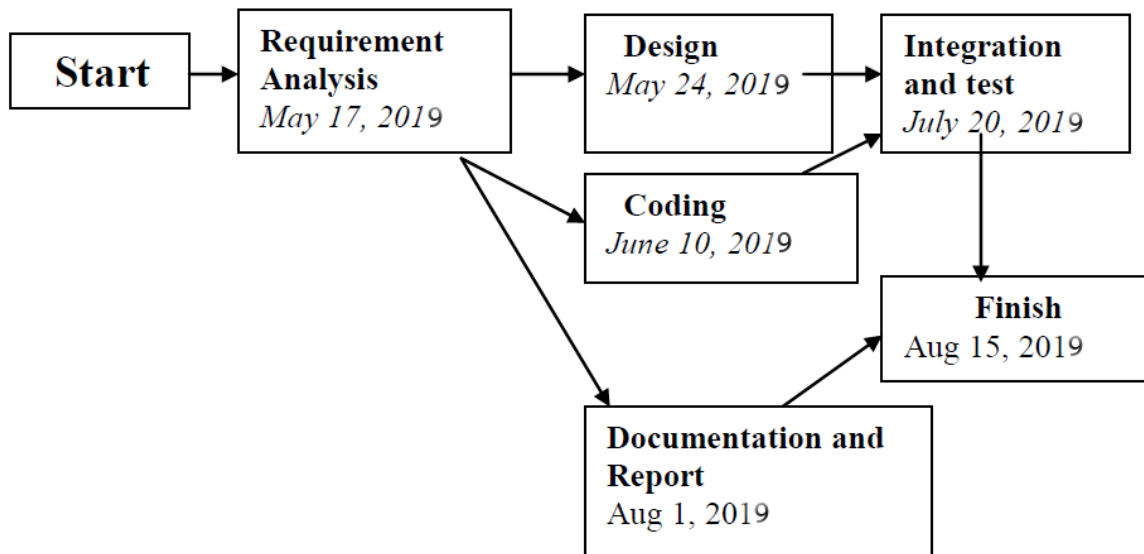 Start
Requirement
Analysis
May 17, 2019
Design
May 24, 2019
Integration
and test
July 20, 2019
Coding
June 10, 2019
Finish
Aug 15, 2019
Documentation and
Report
Aug 1, 2019